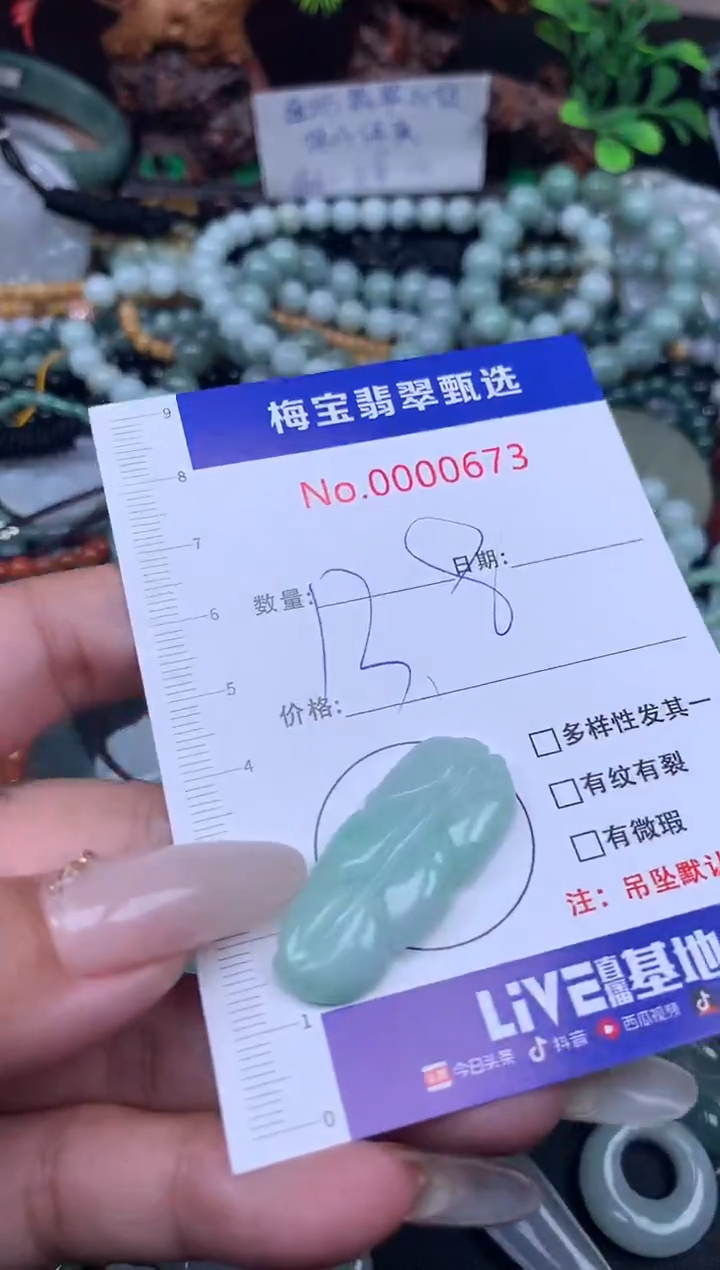 梅宝翡翠甄选
No.0000673
日期:
数量:
13.8
价格:
多样性发其一
有纹有裂
有微瑕
注: 吊坠默认
LiVE直播基地
今日头条 抖音 西瓜视频
9
8
7
6
5
4
1
0